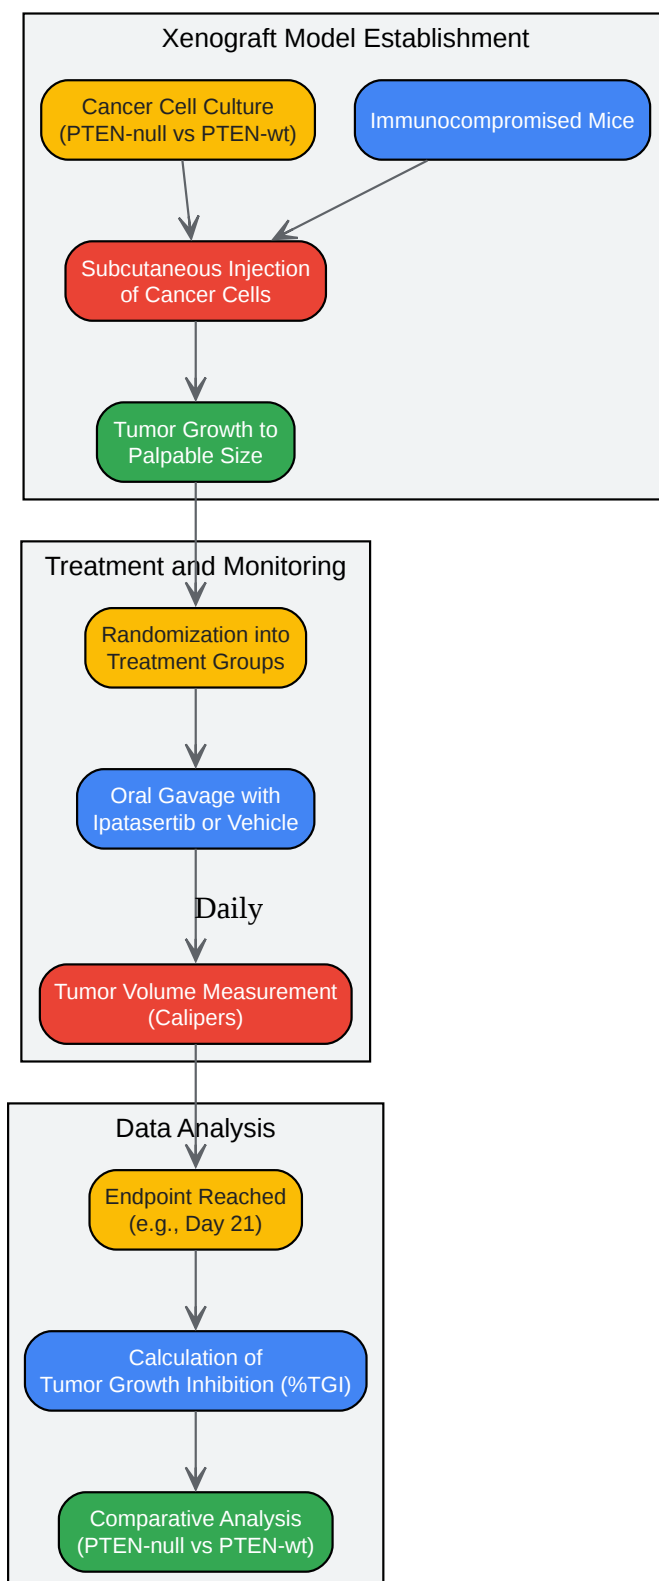 Xenograft Model Establishment
Cancer Cell Culture
(PTEN-null vs PTEN-wt)
Immunocompromised Mice
Subcutaneous Injection
of Cancer Cells
Tumor Growth to
Palpable Size
Treatment and Monitoring
Randomization into
Treatment Groups
Oral Gavage with
Ipatasertib or Vehicle
Daily
Tumor Volume Measurement
(Calipers)
Data Analysis
Endpoint Reached
(e.g., Day 21)
Calculation of
Tumor Growth Inhibition (%TGI)
Comparative Analysis
(PTEN-null vs PTEN-wt)